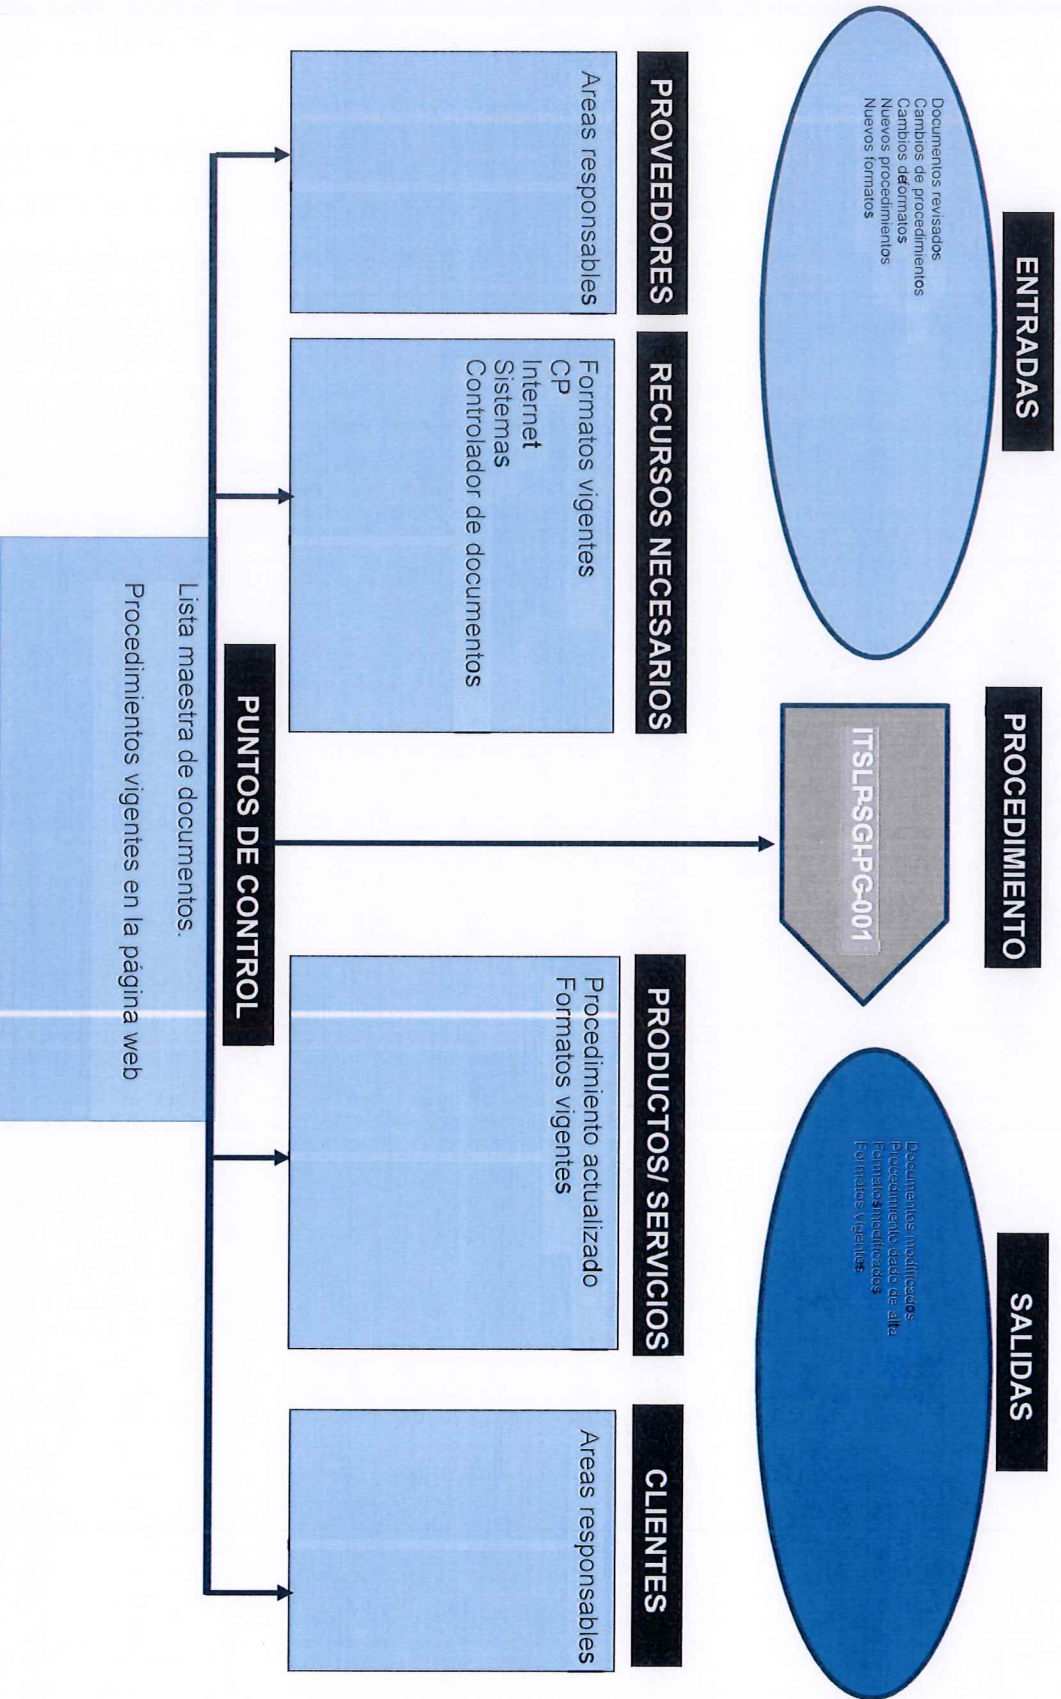 ENTRADAS
Documentos revisados
Cambios de procedimientos
Cambios de formatos
Nuevos procedimientos
Nuevos formatos
PROCEDIMIENTO
ITSLP-SGI-PG-001
SALIDAS
Documentos modificados
Procedimiento dado de alta
Formatos modificados
Formatos vigentes
PROVEEDORES
Areas responsables
RECURSOS NECESARIOS
Formatos vigentes
CP
Internet
Sistemas
Controlador de documentos
PRODUCTOS/ SERVICIOS
Procedimiento actualizado
Formatos vigentes
CLIENTES
Areas responsables
PUNTOS DE CONTROL
Lista maestra de documentos.
Procedimientos vigentes en la página web